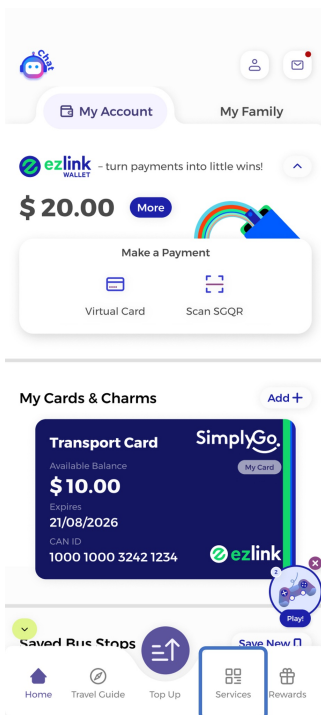 Chat
My Account
My Family
ezlink
WALLET
– turn payments into little wins!
$ 20.00
More
Make a Payment
Virtual Card
Scan SGQR
My Cards & Charms
Add +
Transport Card
SimplyGo.
Available Balance
My Card
$ 10.00
Expires
21/08/2026
CAN ID
1000 1000 3242 1234
ezlink
2
Play!
Saved Bus Stops
Save New
Home
Travel Guide
Top Up
Services
Rewards